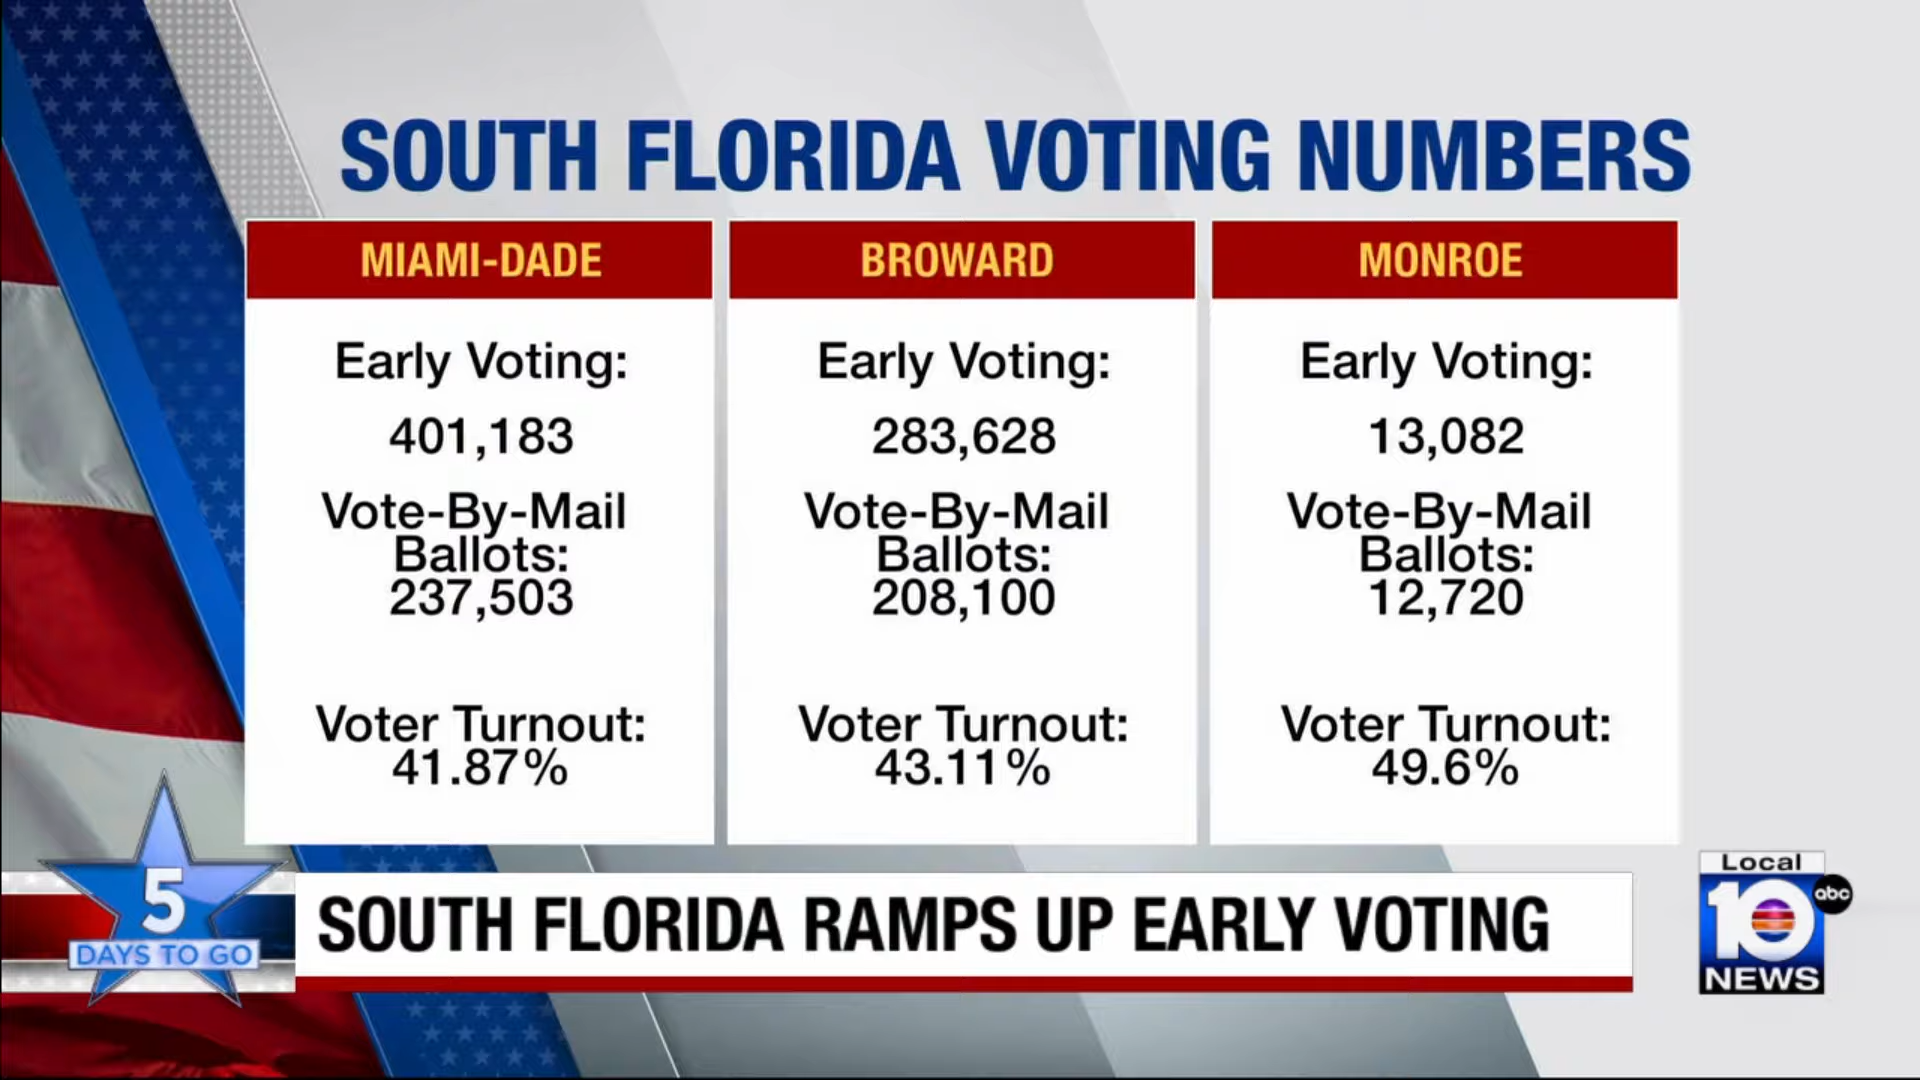 SOUTH FLORIDA VOTING NUMBERS
MIAMI-DADE
Early Voting:
401,183
Vote-By-Mail
Ballots:
237,503
Voter Turnout:
41.87%
BROWARD
Early Voting:
283,628
Vote-By-Mail
Ballots:
208,100
Voter Turnout:
43.11%
MONROE
Early Voting:
13,082
Vote-By-Mail
Ballots:
12,720
Voter Turnout:
49.6%
5
DAYS TO GO
SOUTH FLORIDA RAMPS UP EARLY VOTING
Local
10
abc
NEWS